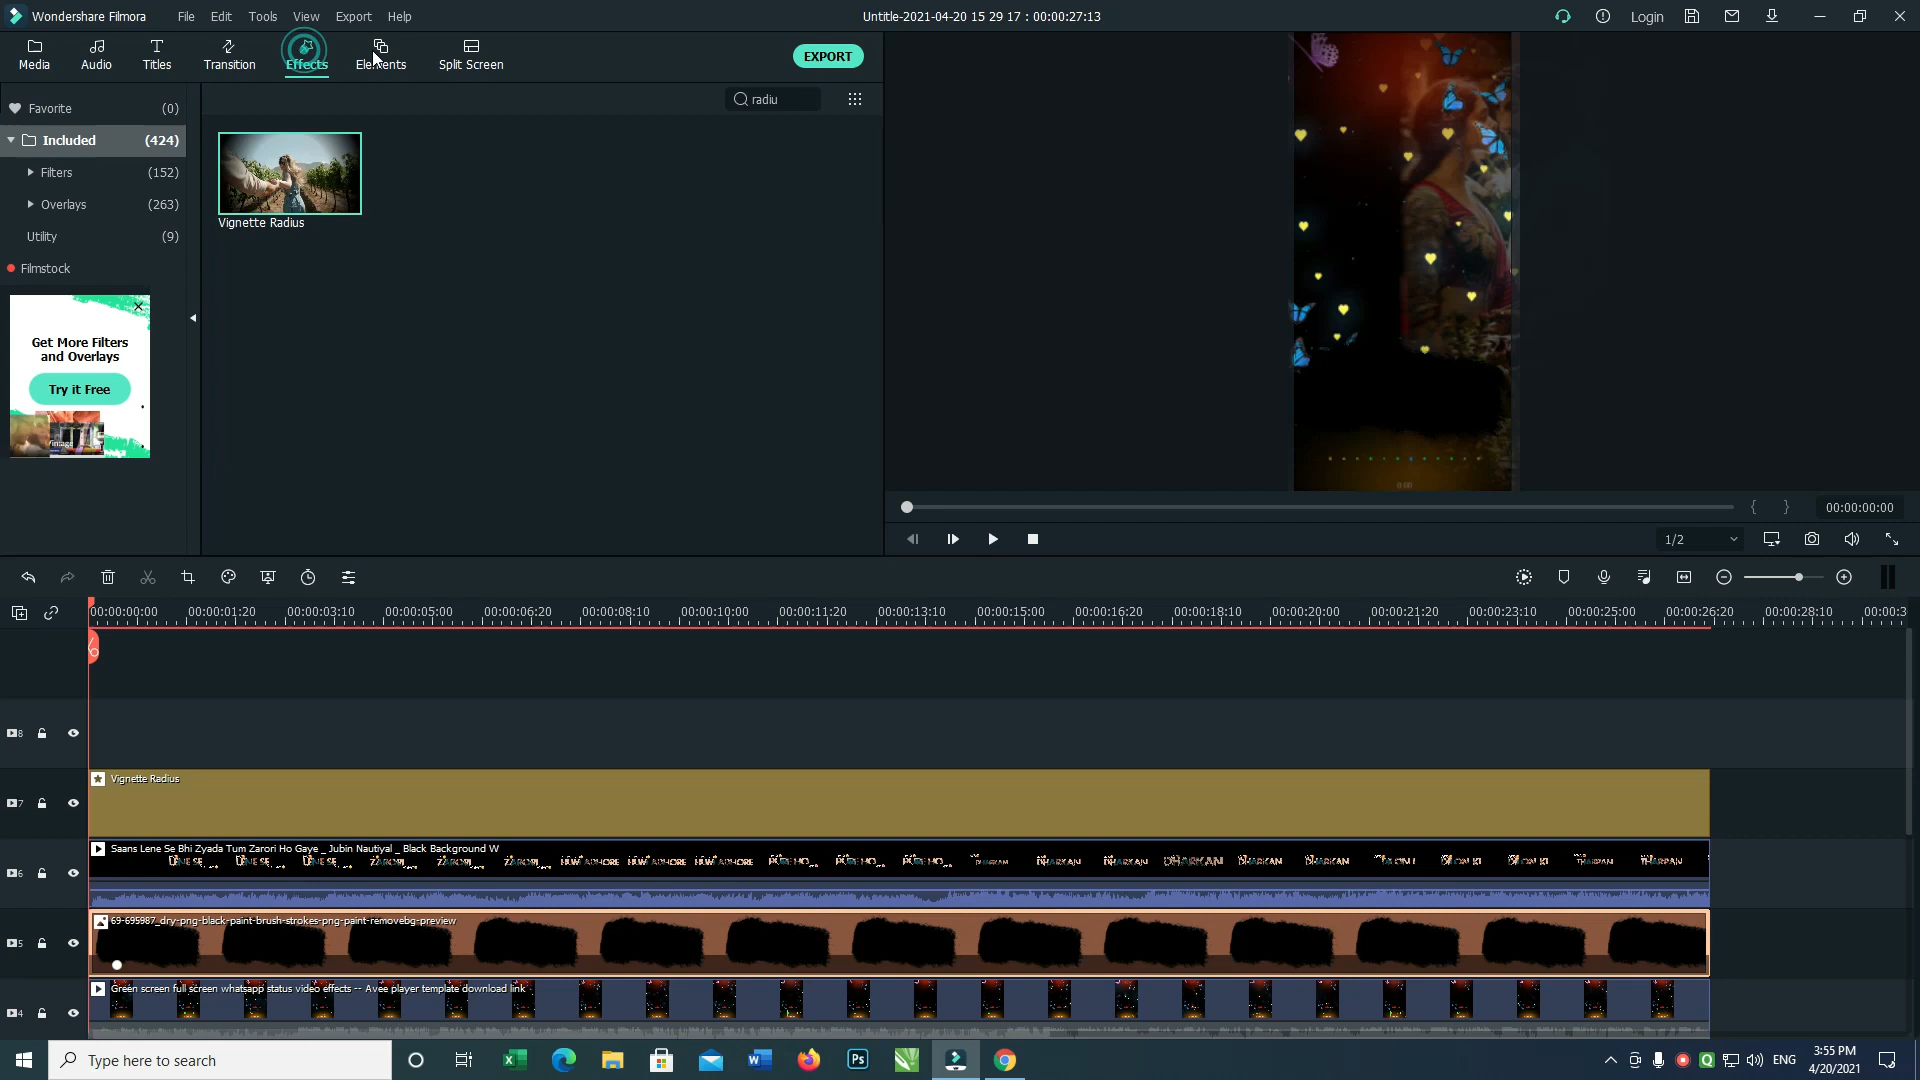 Wondershare Filmora File Edit Tools View Export Help Untitle-2021-04-20 15 29 17 : 00:00:27:13 Login
Media Audio Titles Transition Effects Elements Split Screen EXPORT
Favorite (0) radiu
Included (424)
Filters (152)
Overlays (263)
Utility (9)
Filmstock
Vignette Radius
Get More Filters
and Overlays
Try it Free
00:00:00:00
1/2
00:00:00:00 00:00:01:20 00:00:03:10 00:00:05:00 00:00:06:20 00:00:08:10 00:00:10:00 00:00:11:20 00:00:13:10 00:00:15:00 00:00:16:20 00:00:18:10 00:00:20:00 00:00:21:20 00:00:23:10 00:00:25:00 00:00:26:20 00:00:28:10 00:00:3
8
7 Vignette Radius
6 Saans Lene Se Bhi Zyada Tum Zarori Ho Gaye _ Jubin Nautiyal _ Black Background W
5 69-695987_dry-png-black-paint-brush-strokes-png-paint-removebg-preview
4 Green screen full screen whatsapp status video effects -- Avee player template download link
Type here to search ENG 3:55 PM
4/20/2021